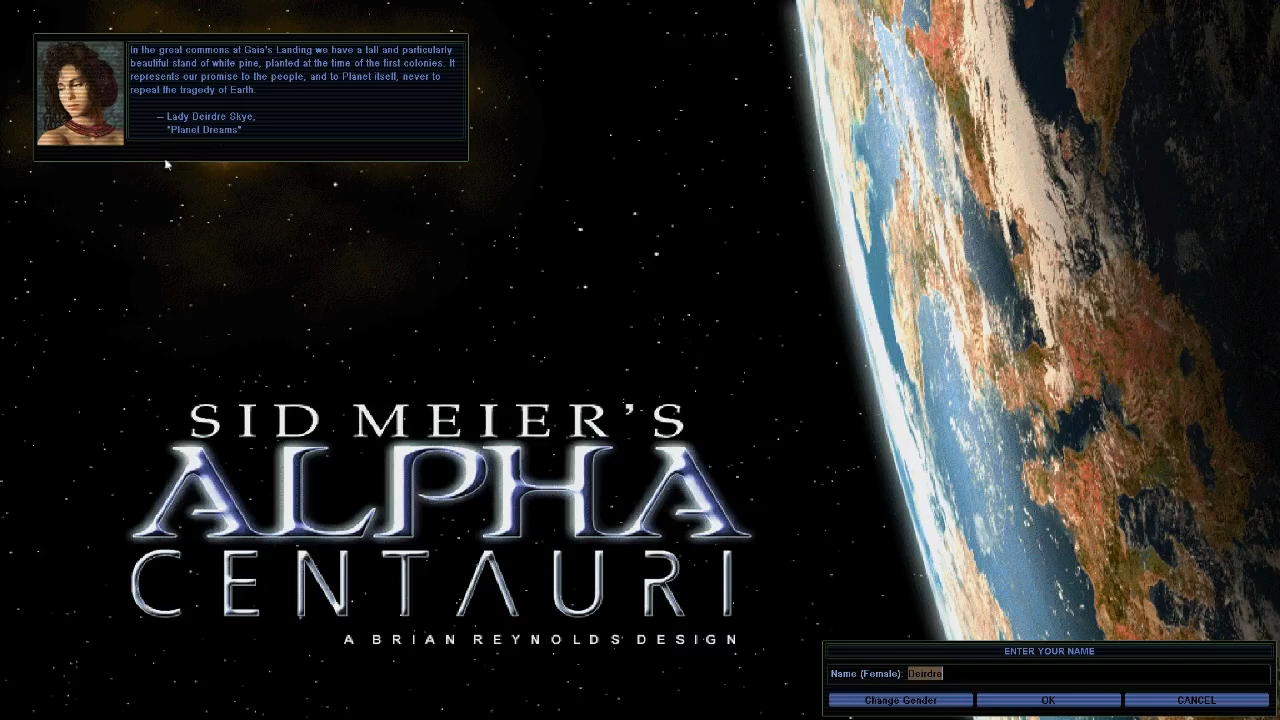 In the great commons at Gaia's Landing we have a tall and particularly
beautiful stand of white pine, planted at the time of the first colonies. It
represents our promise to the people, and to Planet itself, never to
repeat the tragedy of Earth.
– Lady Deirdre Skye,
"Planet Dreams"
SID MEIER'S
ALPHA
CENTAURI
A BRIAN REYNOLDS DESIGN
ENTER YOUR NAME
Name (Female): Deirdre
Change Gender OK CANCEL